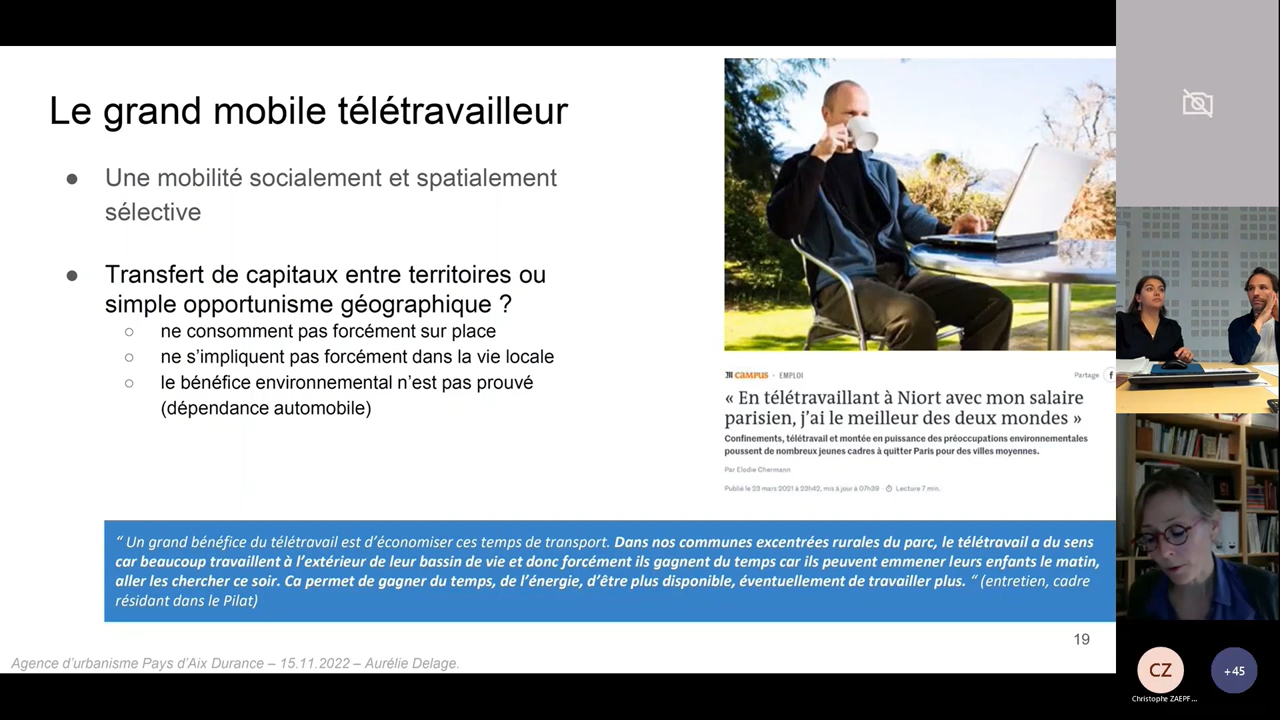 Le grand mobile télétravailleur
● Une mobilité socialement et spatialement
sélective
● Transfert de capitaux entre territoires ou
simple opportunisme géographique ?
○ ne consomment pas forcément sur place
○ ne s’impliquent pas forcément dans la vie locale
○ le bénéfice environnemental n’est pas prouvé
(dépendance automobile)
M CAMPUS · EMPLOI
Partage
« En télétravaillant à Niort avec mon salaire
parisien, j’ai le meilleur des deux mondes »
Confinements, télétravail et montée en puissance des préoccupations environnementales
poussent de nombreux jeunes cadres à quitter Paris pour des villes moyennes.
Par Elodie Chermann
Publié le 23 mars 2021 à 23h42, mis à jour à 07h39 · Lecture 7 min.
“ Un grand bénéfice du télétravail est d’économiser ces temps de transport. Dans nos communes excentrées rurales du parc, le télétravail a du sens
car beaucoup travaillent à l’extérieur de leur bassin de vie et donc forcément ils gagnent du temps car ils peuvent emmener leurs enfants le matin,
aller les chercher ce soir. Ca permet de gagner du temps, de l’énergie, d’être plus disponible, éventuellement de travailler plus. “ (entretien, cadre
résidant dans le Pilat)
19
Agence d’urbanisme Pays d’Aix Durance – 15.11.2022 – Aurélie Delage.
CZ
+45
Christophe ZAEPF...